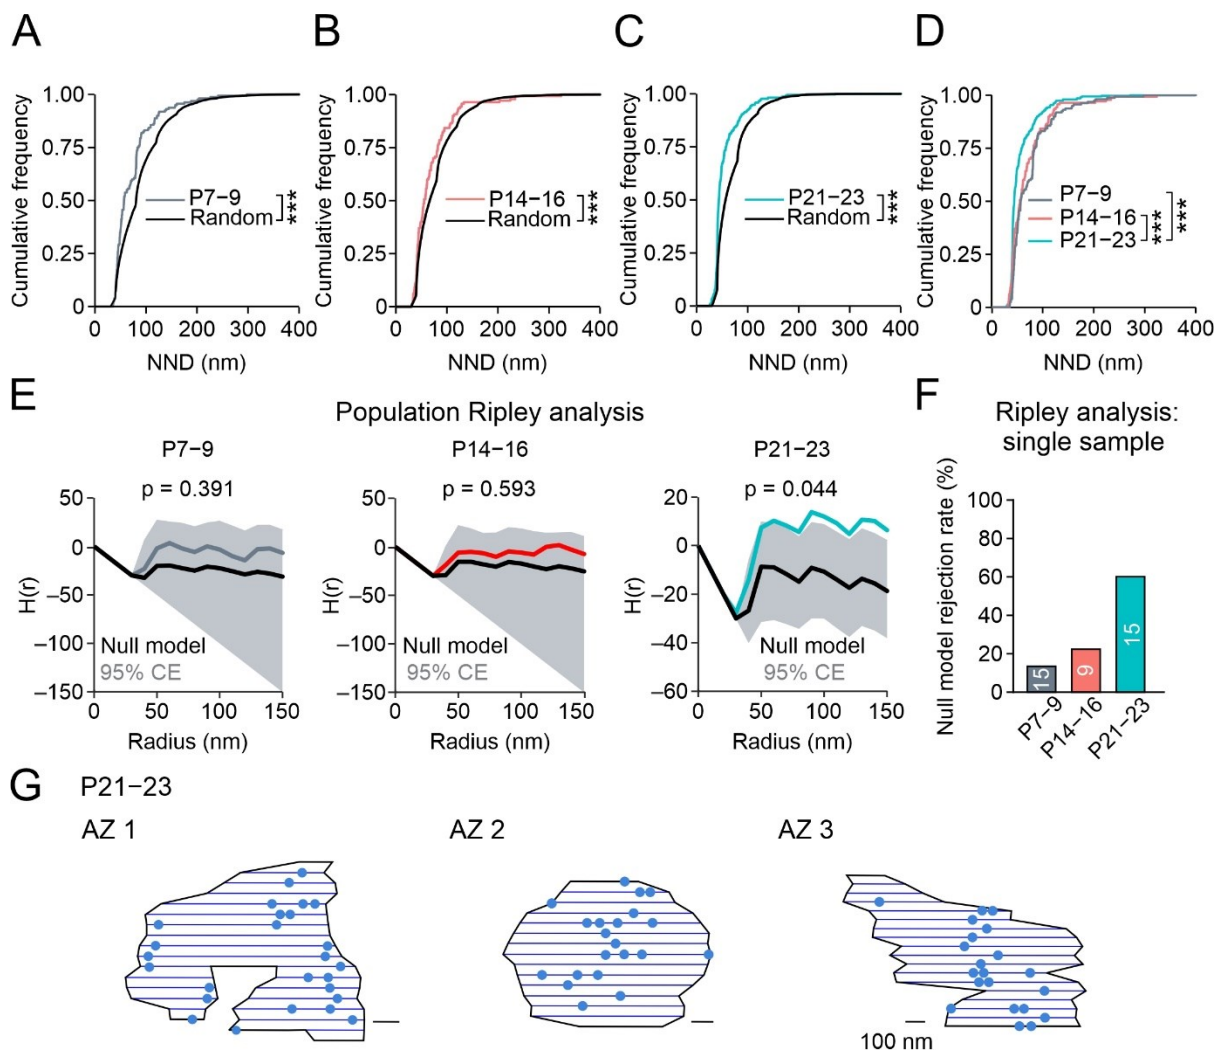 A
B
C
D
Cumulative frequency
1.00
0.75
0.50
0.25
0
P7–9
Random
***
0 100 200 300 400
NND (nm)
Cumulative frequency
1.00
0.75
0.50
0.25
0
P14–16
Random
***
0 100 200 300 400
NND (nm)
Cumulative frequency
1.00
0.75
0.50
0.25
0
P21–23
Random
***
0 100 200 300 400
NND (nm)
Cumulative frequency
1.00
0.75
0.50
0.25
0
P7–9
P14–16
P21–23
***
***
0 100 200 300 400
NND (nm)
E
Population Ripley analysis
P7–9
p = 0.391
H(r)
50
0
–50
–100
–150
Null model
95% CE
0 50 100 150
Radius (nm)
P14–16
p = 0.593
H(r)
50
0
–50
–100
–150
Null model
95% CE
0 50 100 150
Radius (nm)
P21–23
p = 0.044
H(r)
20
0
–20
–40
–60
Null model
95% CE
0 50 100 150
Radius (nm)
F
Ripley analysis:
single sample
Null model rejection rate (%)
100
80
60
40
20
0
15
9
15
P7–9
P14–16
P21–23
G
P21–23
AZ 1
AZ 2
AZ 3
100 nm